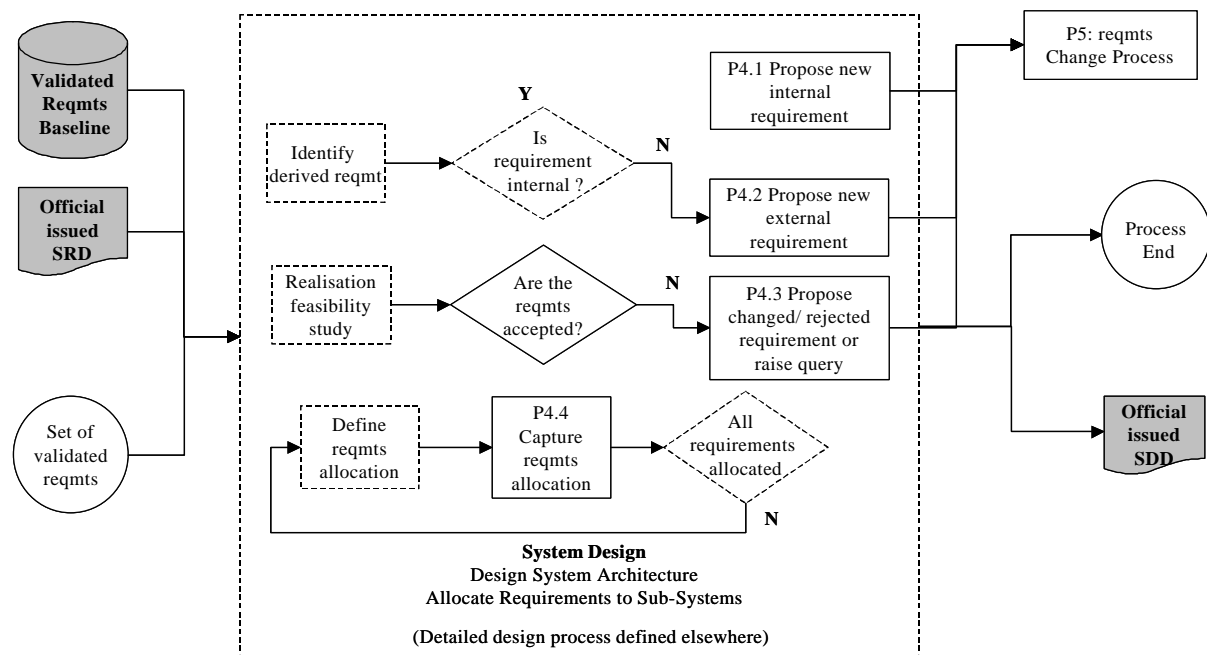 Validated
Reqmts
Baseline
Official
issued
SRD
Set of
validated
reqmts
Y
Identify
derived reqmt
Is
requirement
internal ?
N
P4.1 Propose new
internal
requirement
P4.2 Propose new
external
requirement
Realisation
feasibility
study
Are the
reqmts
accepted?
N
P4.3 Propose
changed/ rejected
requirement or
raise query
Define
reqmts
allocation
P4.4
Capture
reqmts
allocation
All
requirements
allocated
N
System Design
Design System Architecture
Allocate Requirements to Sub-Systems
(Detailed design process defined elsewhere)
P5: reqmts
Change Process
Process
End
Official
issued
SDD